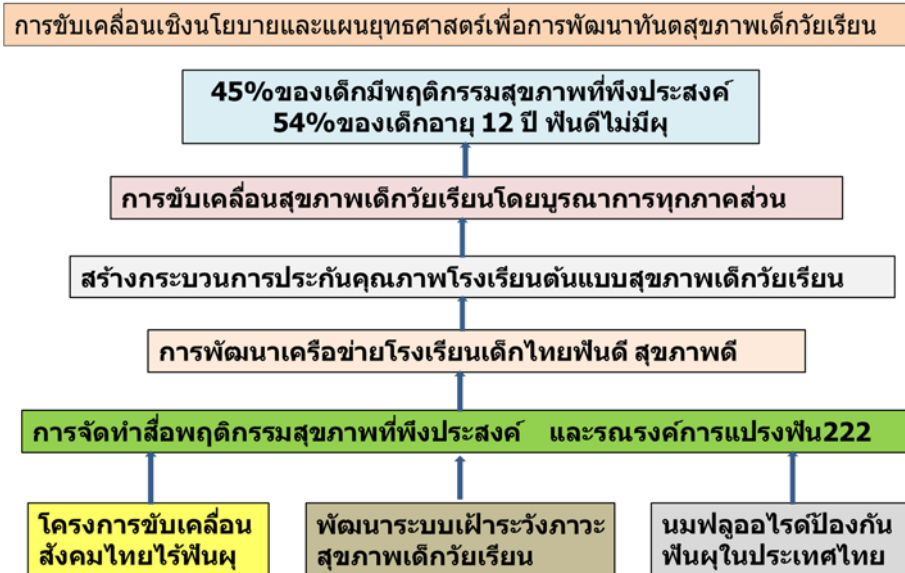 การขับเคลื่อนเชิงนโยบายและแผนยุทธศาสตร์เพื่อการพัฒนาทันตสุขภาพเด็กวัยเรียน
45%ของเด็กมีพฤติกรรมสุขภาพที่พึงประสงค์
54%ของเด็กอายุ 12 ปี ฟันดีไม่มีผุ
การขับเคลื่อนสุขภาพเด็กวัยเรียนโดยบูรณาการทุกภาคส่วน
สร้างกระบวนการประกันคุณภาพโรงเรียนต้นแบบสุขภาพเด็กวัยเรียน
การพัฒนาเครือข่ายโรงเรียนเด็กไทยฟันดี สุขภาพดี
การจัดทำสื่อพฤติกรรมสุขภาพที่พึงประสงค์ และรณรงค์การแปรงฟัน222
โครงการขับเคลื่อน
สังคมไทยไร้ฟันผุ
พัฒนาระบบเฝ้าระวังภาวะ
สุขภาพเด็กวัยเรียน
นมฟลูออไรด์ป้องกัน
ฟันผุในประเทศไทย